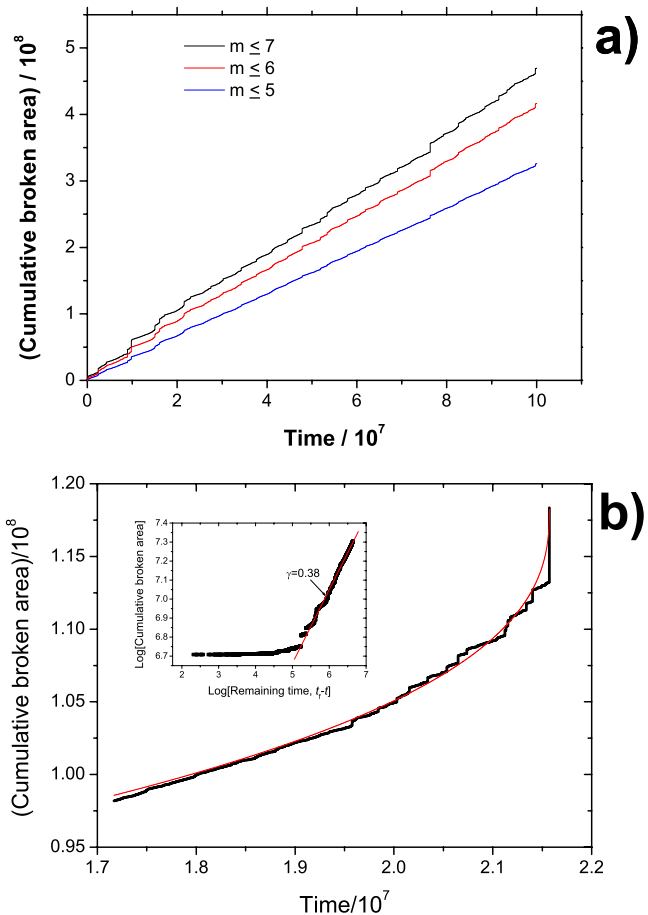 a)
(Cumulative broken area) / 10⁸
5
4
3
2
1
0
m ≤ 7
m ≤ 6
m ≤ 5
0 2 4 6 8 10
Time / 10⁷
b)
(Cumulative broken area)/10⁸
1.20
1.15
1.10
1.05
1.00
0.95
Log[Cumulative broken area]
7.4
7.3
7.2
7.1
7.0
6.9
6.8
6.7
γ=0.38
2 3 4 5 6 7
Log[Remaining time, t_f-t]
1.7 1.8 1.9 2.0 2.1 2.2
Time/10⁷